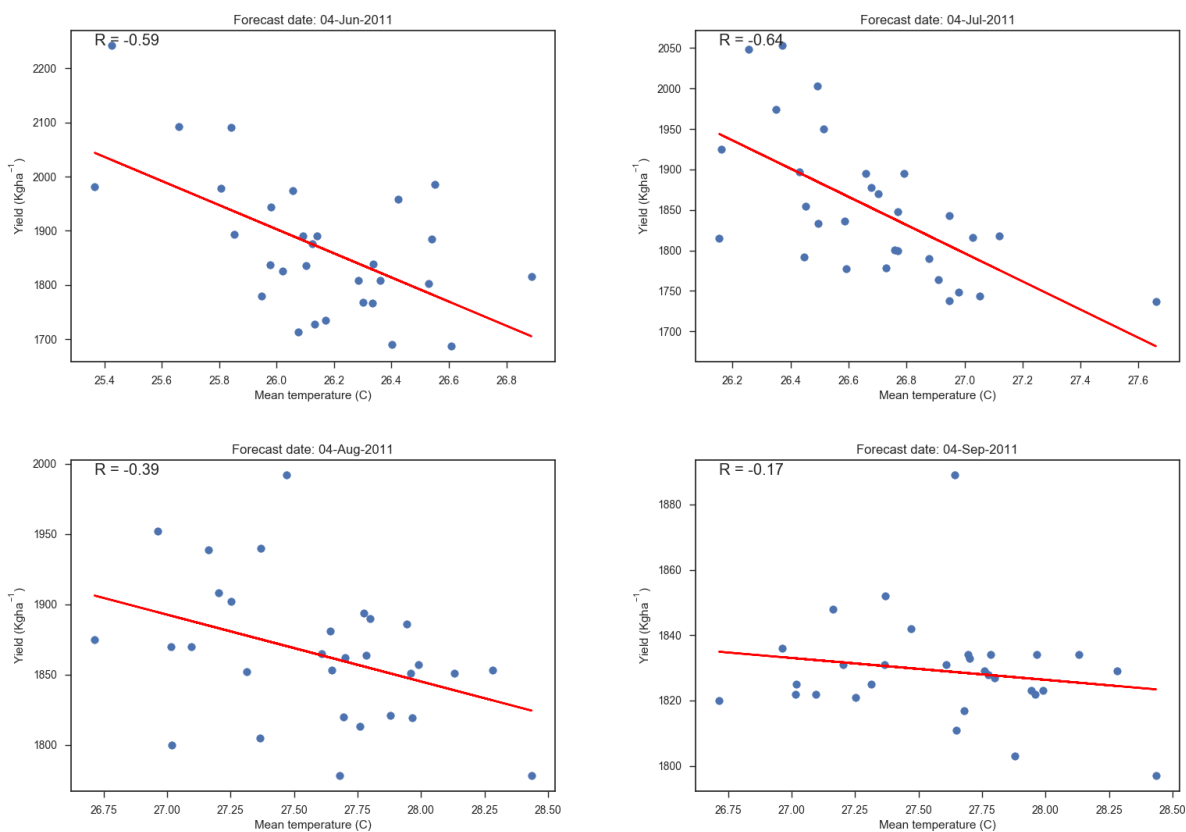 Forecast date: 04-Jun-2011
R = -0.59
2200
2100
2000
1900
1800
1700
Yield (Kgha⁻¹)
25.4 25.6 25.8 26.0 26.2 26.4 26.6 26.8
Mean temperature (C)
Forecast date: 04-Jul-2011
R = -0.64
2050
2000
1950
1900
1850
1800
1750
1700
Yield (Kgha⁻¹)
26.2 26.4 26.6 26.8 27.0 27.2 27.4 27.6
Mean temperature (C)
Forecast date: 04-Aug-2011
R = -0.39
2000
1950
1900
1850
1800
Yield (Kgha⁻¹)
26.75 27.00 27.25 27.50 27.75 28.00 28.25 28.50
Mean temperature (C)
Forecast date: 04-Sep-2011
R = -0.17
1880
1860
1840
1820
1800
Yield (Kgha⁻¹)
26.75 27.00 27.25 27.50 27.75 28.00 28.25 28.50
Mean temperature (C)